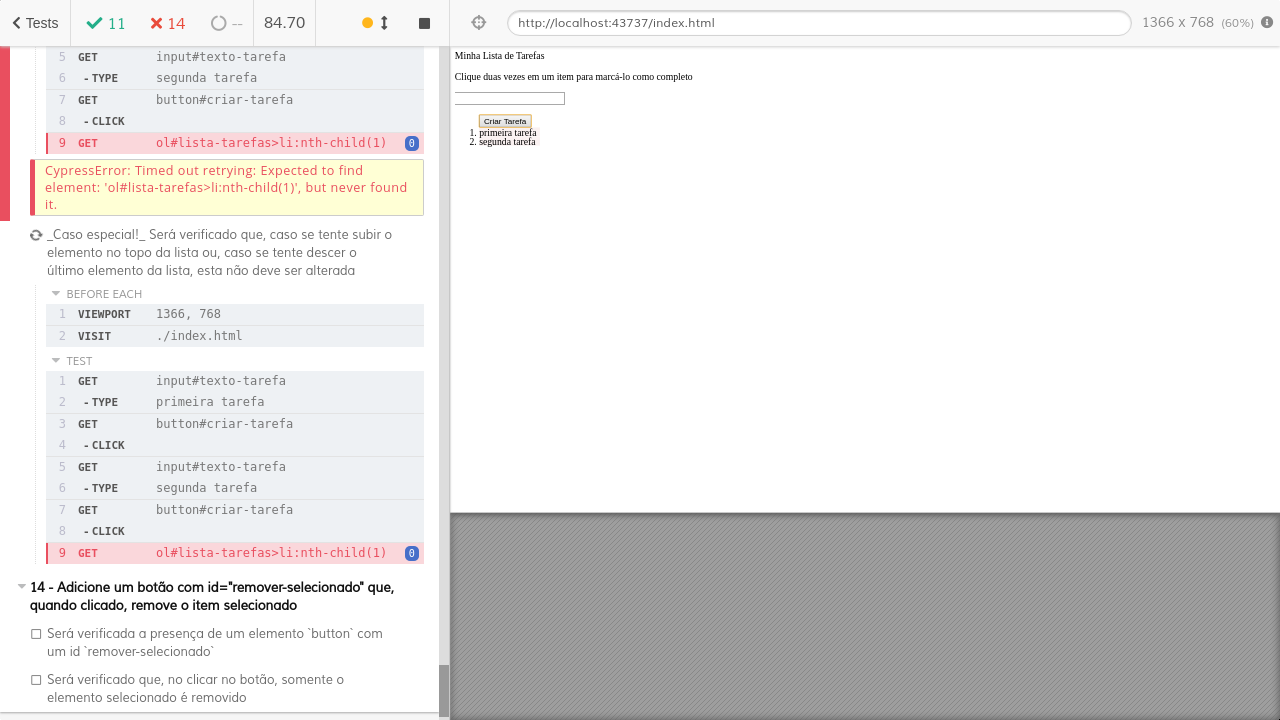 Tests 11 14 -- 84.70
5 GET input#texto-tarefa
6 -TYPE segunda tarefa
7 GET button#criar-tarefa
8 -CLICK
9 GET ol#lista-tarefas>li:nth-child(1) 0
CypressError: Timed out retrying: Expected to find
element: 'ol#lista-tarefas>li:nth-child(1)', but never found
it.
_Caso especial!_ Será verificado que, caso se tente subir o
elemento no topo da lista ou, caso se tente descer o
último elemento da lista, esta não deve ser alterada
BEFORE EACH
1 VIEWPORT 1366, 768
2 VISIT ./index.html
TEST
1 GET input#texto-tarefa
2 -TYPE primeira tarefa
3 GET button#criar-tarefa
4 -CLICK
5 GET input#texto-tarefa
6 -TYPE segunda tarefa
7 GET button#criar-tarefa
8 -CLICK
9 GET ol#lista-tarefas>li:nth-child(1) 0
14 - Adicione um botão com id="remover-selecionado" que,
quando clicado, remove o item selecionado
Será verificada a presença de um elemento `button` com
um id `remover-selecionado`
Será verificado que, no clicar no botão, somente o
elemento selecionado é removido
http://localhost:43737/index.html 1366 x 768 (60%)
Minha Lista de Tarefas
Clique duas vezes em um item para marcá-lo como completo
Criar Tarefa
1. primeira tarefa
2. segunda tarefa